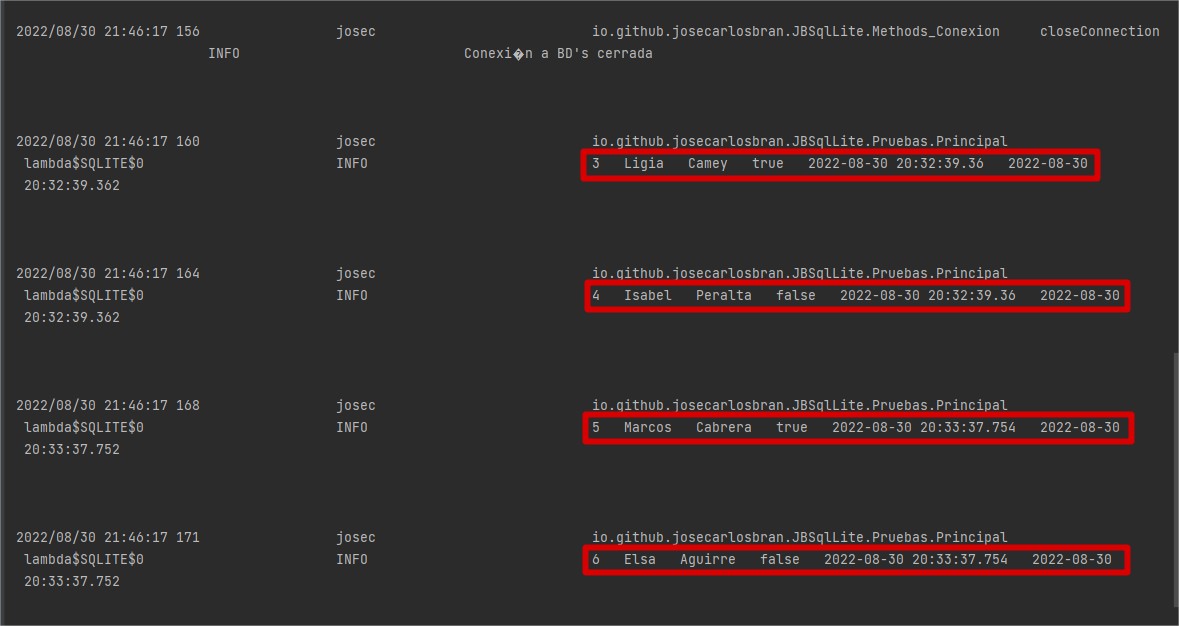 2022/08/30 21:46:17 156 josec io.github.josecarlosbran.JBSqlLite.Methods_Conexion closeConnection
INFO Conexi�n a BD's cerrada
2022/08/30 21:46:17 160 josec io.github.josecarlosbran.JBSqlLite.Pruebas.Principal
lambda$SQLITE$0 INFO 3 Ligia Camey true 2022-08-30 20:32:39.36 2022-08-30
20:32:39.362
2022/08/30 21:46:17 164 josec io.github.josecarlosbran.JBSqlLite.Pruebas.Principal
lambda$SQLITE$0 INFO 4 Isabel Peralta false 2022-08-30 20:32:39.36 2022-08-30
20:32:39.362
2022/08/30 21:46:17 168 josec io.github.josecarlosbran.JBSqlLite.Pruebas.Principal
lambda$SQLITE$0 INFO 5 Marcos Cabrera true 2022-08-30 20:33:37.754 2022-08-30
20:33:37.752
2022/08/30 21:46:17 171 josec io.github.josecarlosbran.JBSqlLite.Pruebas.Principal
lambda$SQLITE$0 INFO 6 Elsa Aguirre false 2022-08-30 20:33:37.754 2022-08-30
20:33:37.752